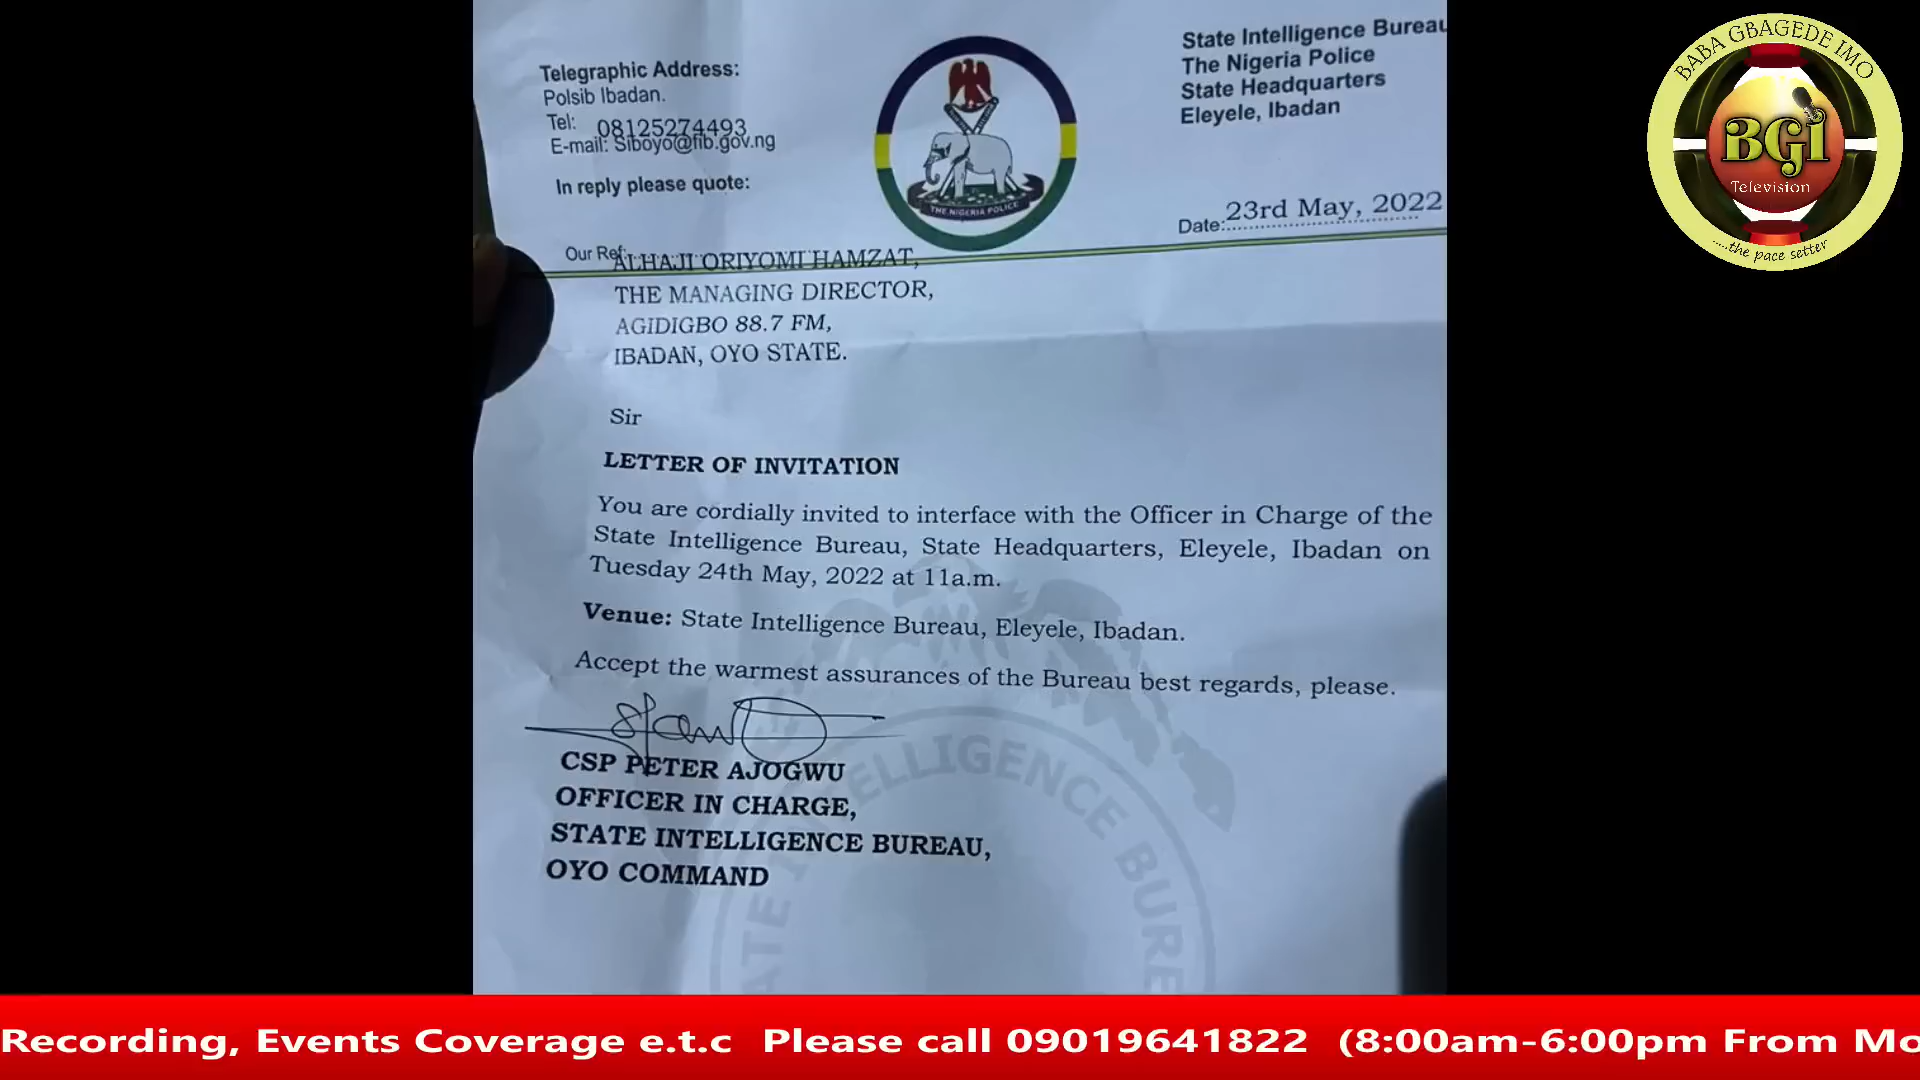 Telegraphic Address:
Polsib Ibadan.
Tel: 08125274493
E-mail: Siboyo@fib.gov.ng
In reply please quote:
Our Ref:
THE NIGERIA POLICE
State Intelligence Bureau
The Nigeria Police
State Headquarters
Eleyele, Ibadan
Date: 23rd May, 2022
ALHAJI ORIYOMI HAMZAT,
THE MANAGING DIRECTOR,
AGIDIGBO 88.7 FM,
IBADAN, OYO STATE.
Sir
LETTER OF INVITATION
You are cordially invited to interface with the Officer in Charge of the
State Intelligence Bureau, State Headquarters, Eleyele, Ibadan on
Tuesday 24th May, 2022 at 11a.m.
Venue: State Intelligence Bureau, Eleyele, Ibadan.
Accept the warmest assurances of the Bureau best regards, please.
CSP PETER AJOGWU
OFFICER IN CHARGE,
STATE INTELLIGENCE BUREAU,
OYO COMMAND
BABA GBAGEDE IMO
BGI
Television
.....the pace setter
Recording, Events Coverage e.t.c Please call 09019641822 (8:00am-6:00pm From Mo